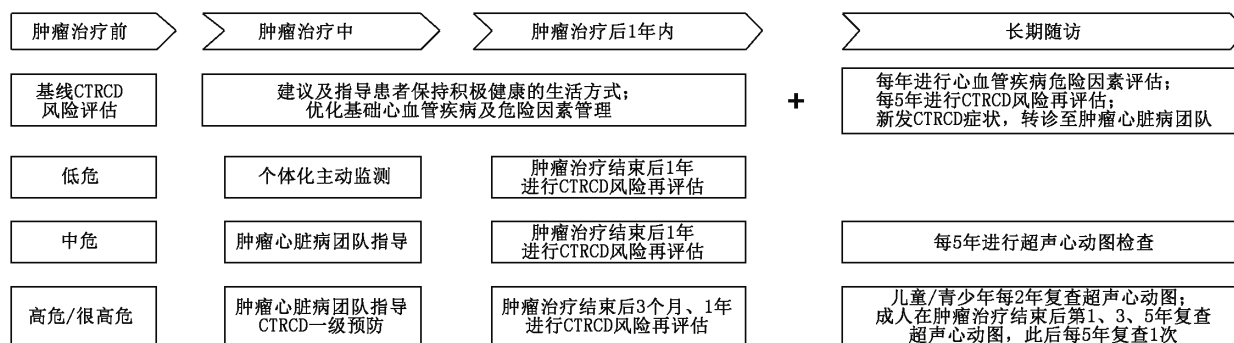 肿瘤治疗前
肿瘤治疗中
肿瘤治疗后1年内
长期随访
基线CTRCD
风险评估
建议及指导患者保持积极健康的生活方式；
优化基础心血管疾病及危险因素管理
+
每年进行心血管疾病危险因素评估；
每5年进行CTRCD风险再评估；
新发CTRCD症状，转诊至肿瘤心脏病团队
低危
个体化主动监测
肿瘤治疗结束后1年
进行CTRCD风险再评估
中危
肿瘤心脏病团队指导
肿瘤治疗结束后1年
进行CTRCD风险再评估
每5年进行超声心动图检查
高危/很高危
肿瘤心脏病团队指导
CTRCD一级预防
肿瘤治疗结束后3个月、1年
进行CTRCD风险再评估
儿童/青少年每2年复查超声心动图；
成人在肿瘤治疗结束后第1、3、5年复查
超声心动图，此后每5年复查1次